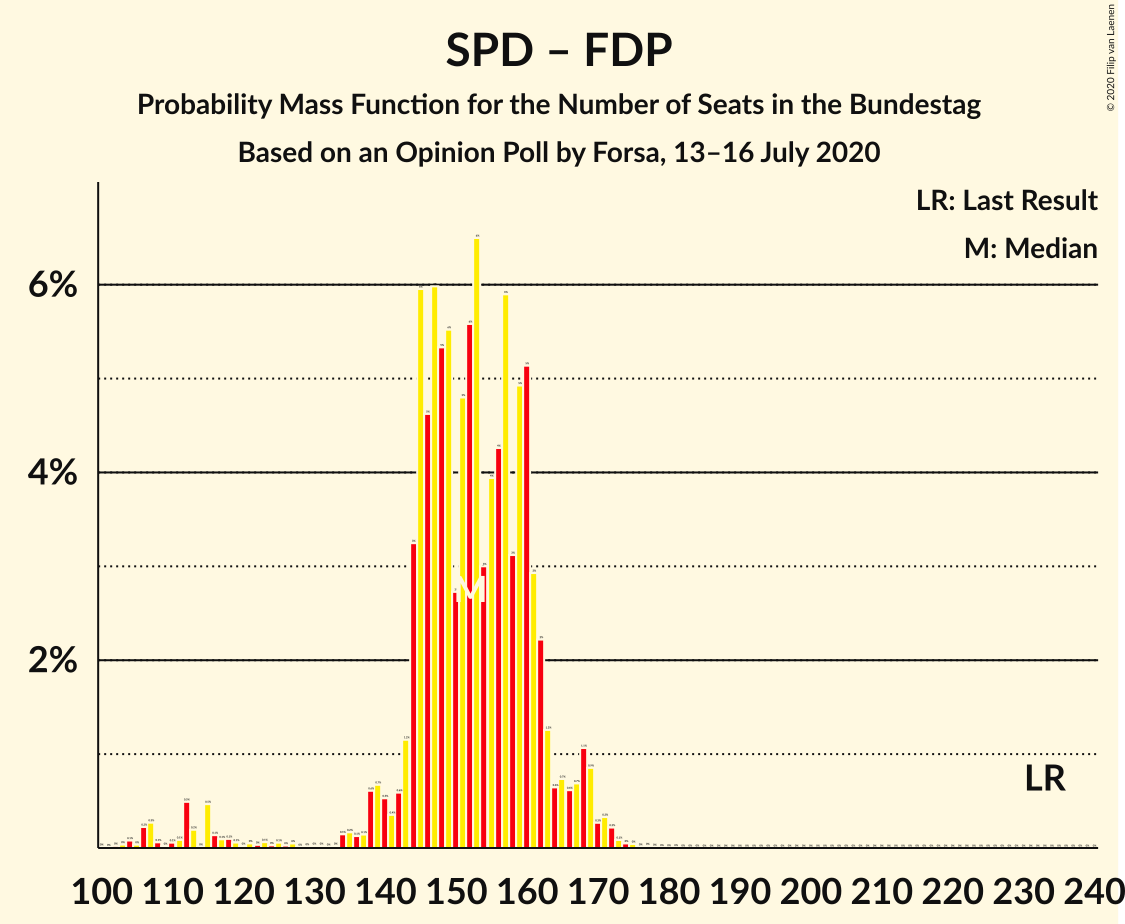 SPD – FDP
Probability Mass Function for the Number of Seats in the Bundestag
Based on an Opinion Poll by Forsa, 13–16 July 2020
© 2020 Filip van Laenen
LR: Last Result
M: Median
6%
4%
2%
M
LR
100 110 120 130 140 150 160 170 180 190 200 210 220 230 240